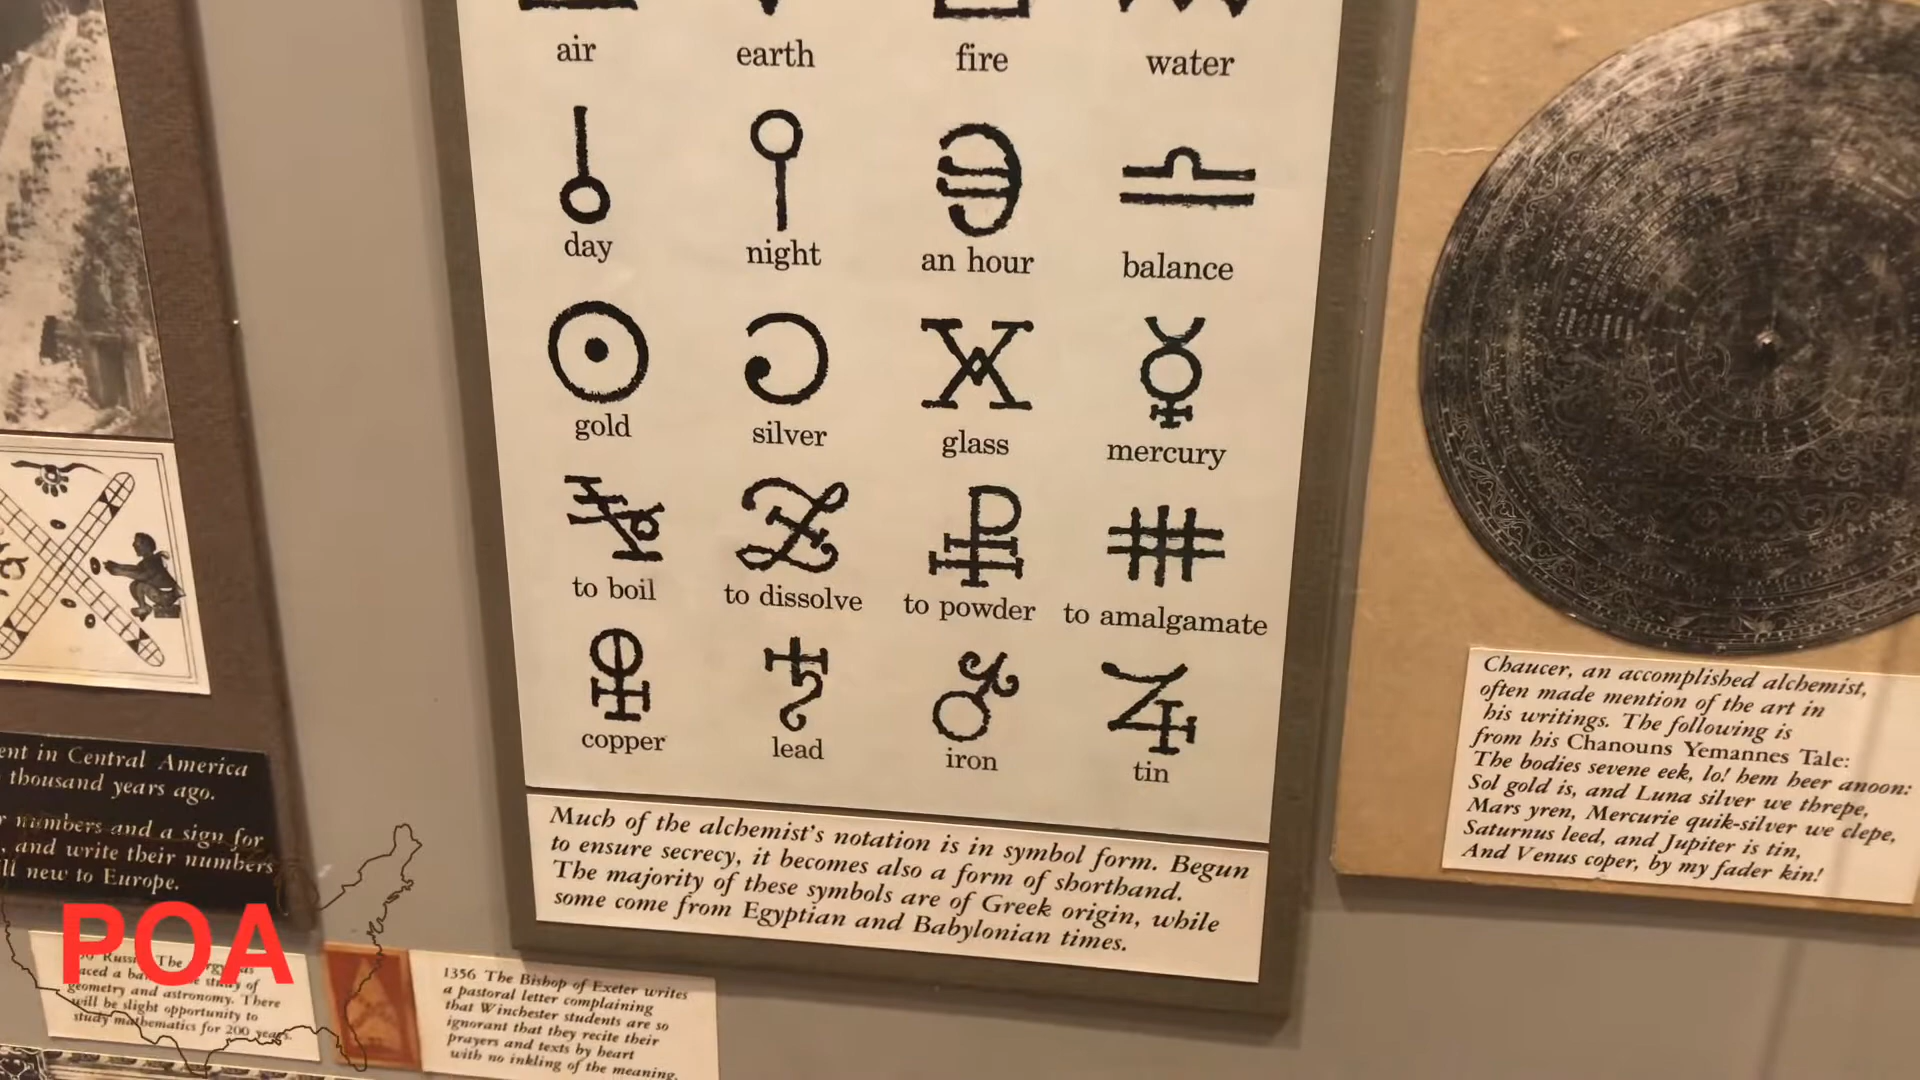 air earth fire water
day night an hour balance
gold silver glass mercury
to boil to dissolve to powder to amalgamate
copper lead iron tin
Much of the alchemist's notation is in symbol form. Begun
to ensure secrecy, it becomes also a form of shorthand.
The majority of these symbols are of Greek origin, while
some come from Egyptian and Babylonian times.
Chaucer, an accomplished alchemist,
often made mention of the art in
his writings. The following is
from his Chanouns Yemannes Tale:
The bodies sevene eek, lo! hem heer anoon:
Sol gold is, and Luna silver we threpe,
Mars yren, Mercurie quik-silver we clepe,
Saturnus leed, and Jupiter is tin,
And Venus coper, by my fader kin!
in Central America
thousand years ago.
numbers and a sign for
, and write their numbers
new to Europe.
POA
Russia The
study of
geometry and astronomy. There
will be slight opportunity to
study mathematics for 200 years.
1356 The Bishop of Exeter writes
a pastoral letter complaining
that Winchester students are so
ignorant that they recite their
prayers and texts by heart
with no inkling of the meaning.